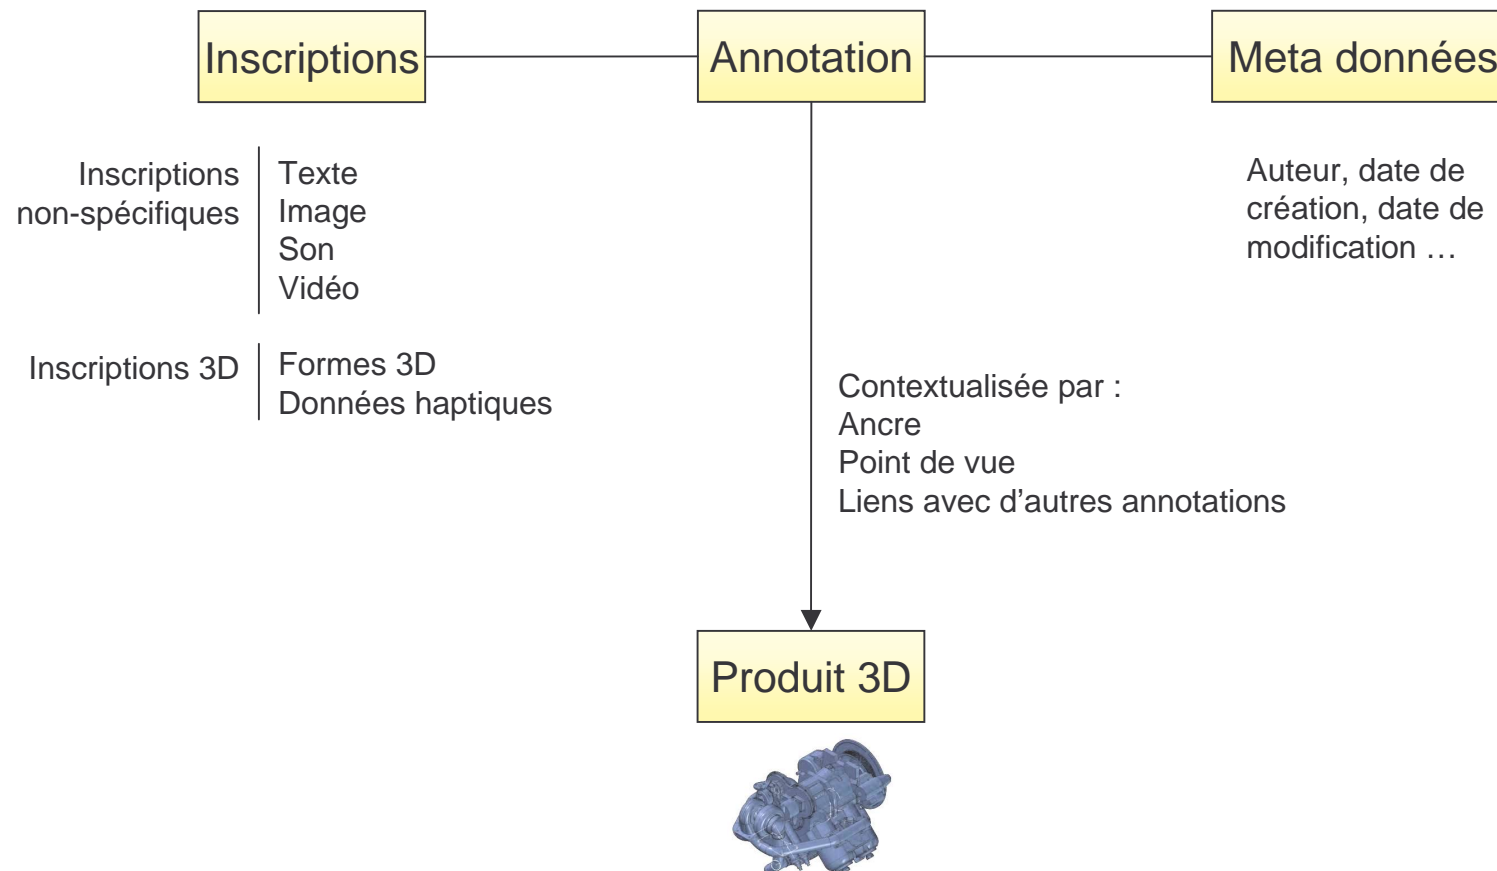 Inscriptions
Annotation
Meta données
Inscriptions
non-spécifiques
Texte
Image
Son
Vidéo
Inscriptions 3D
Formes 3D
Données haptiques
Auteur, date de
création, date de
modification …
Contextualisée par :
Ancre
Point de vue
Liens avec d’autres annotations
Produit 3D